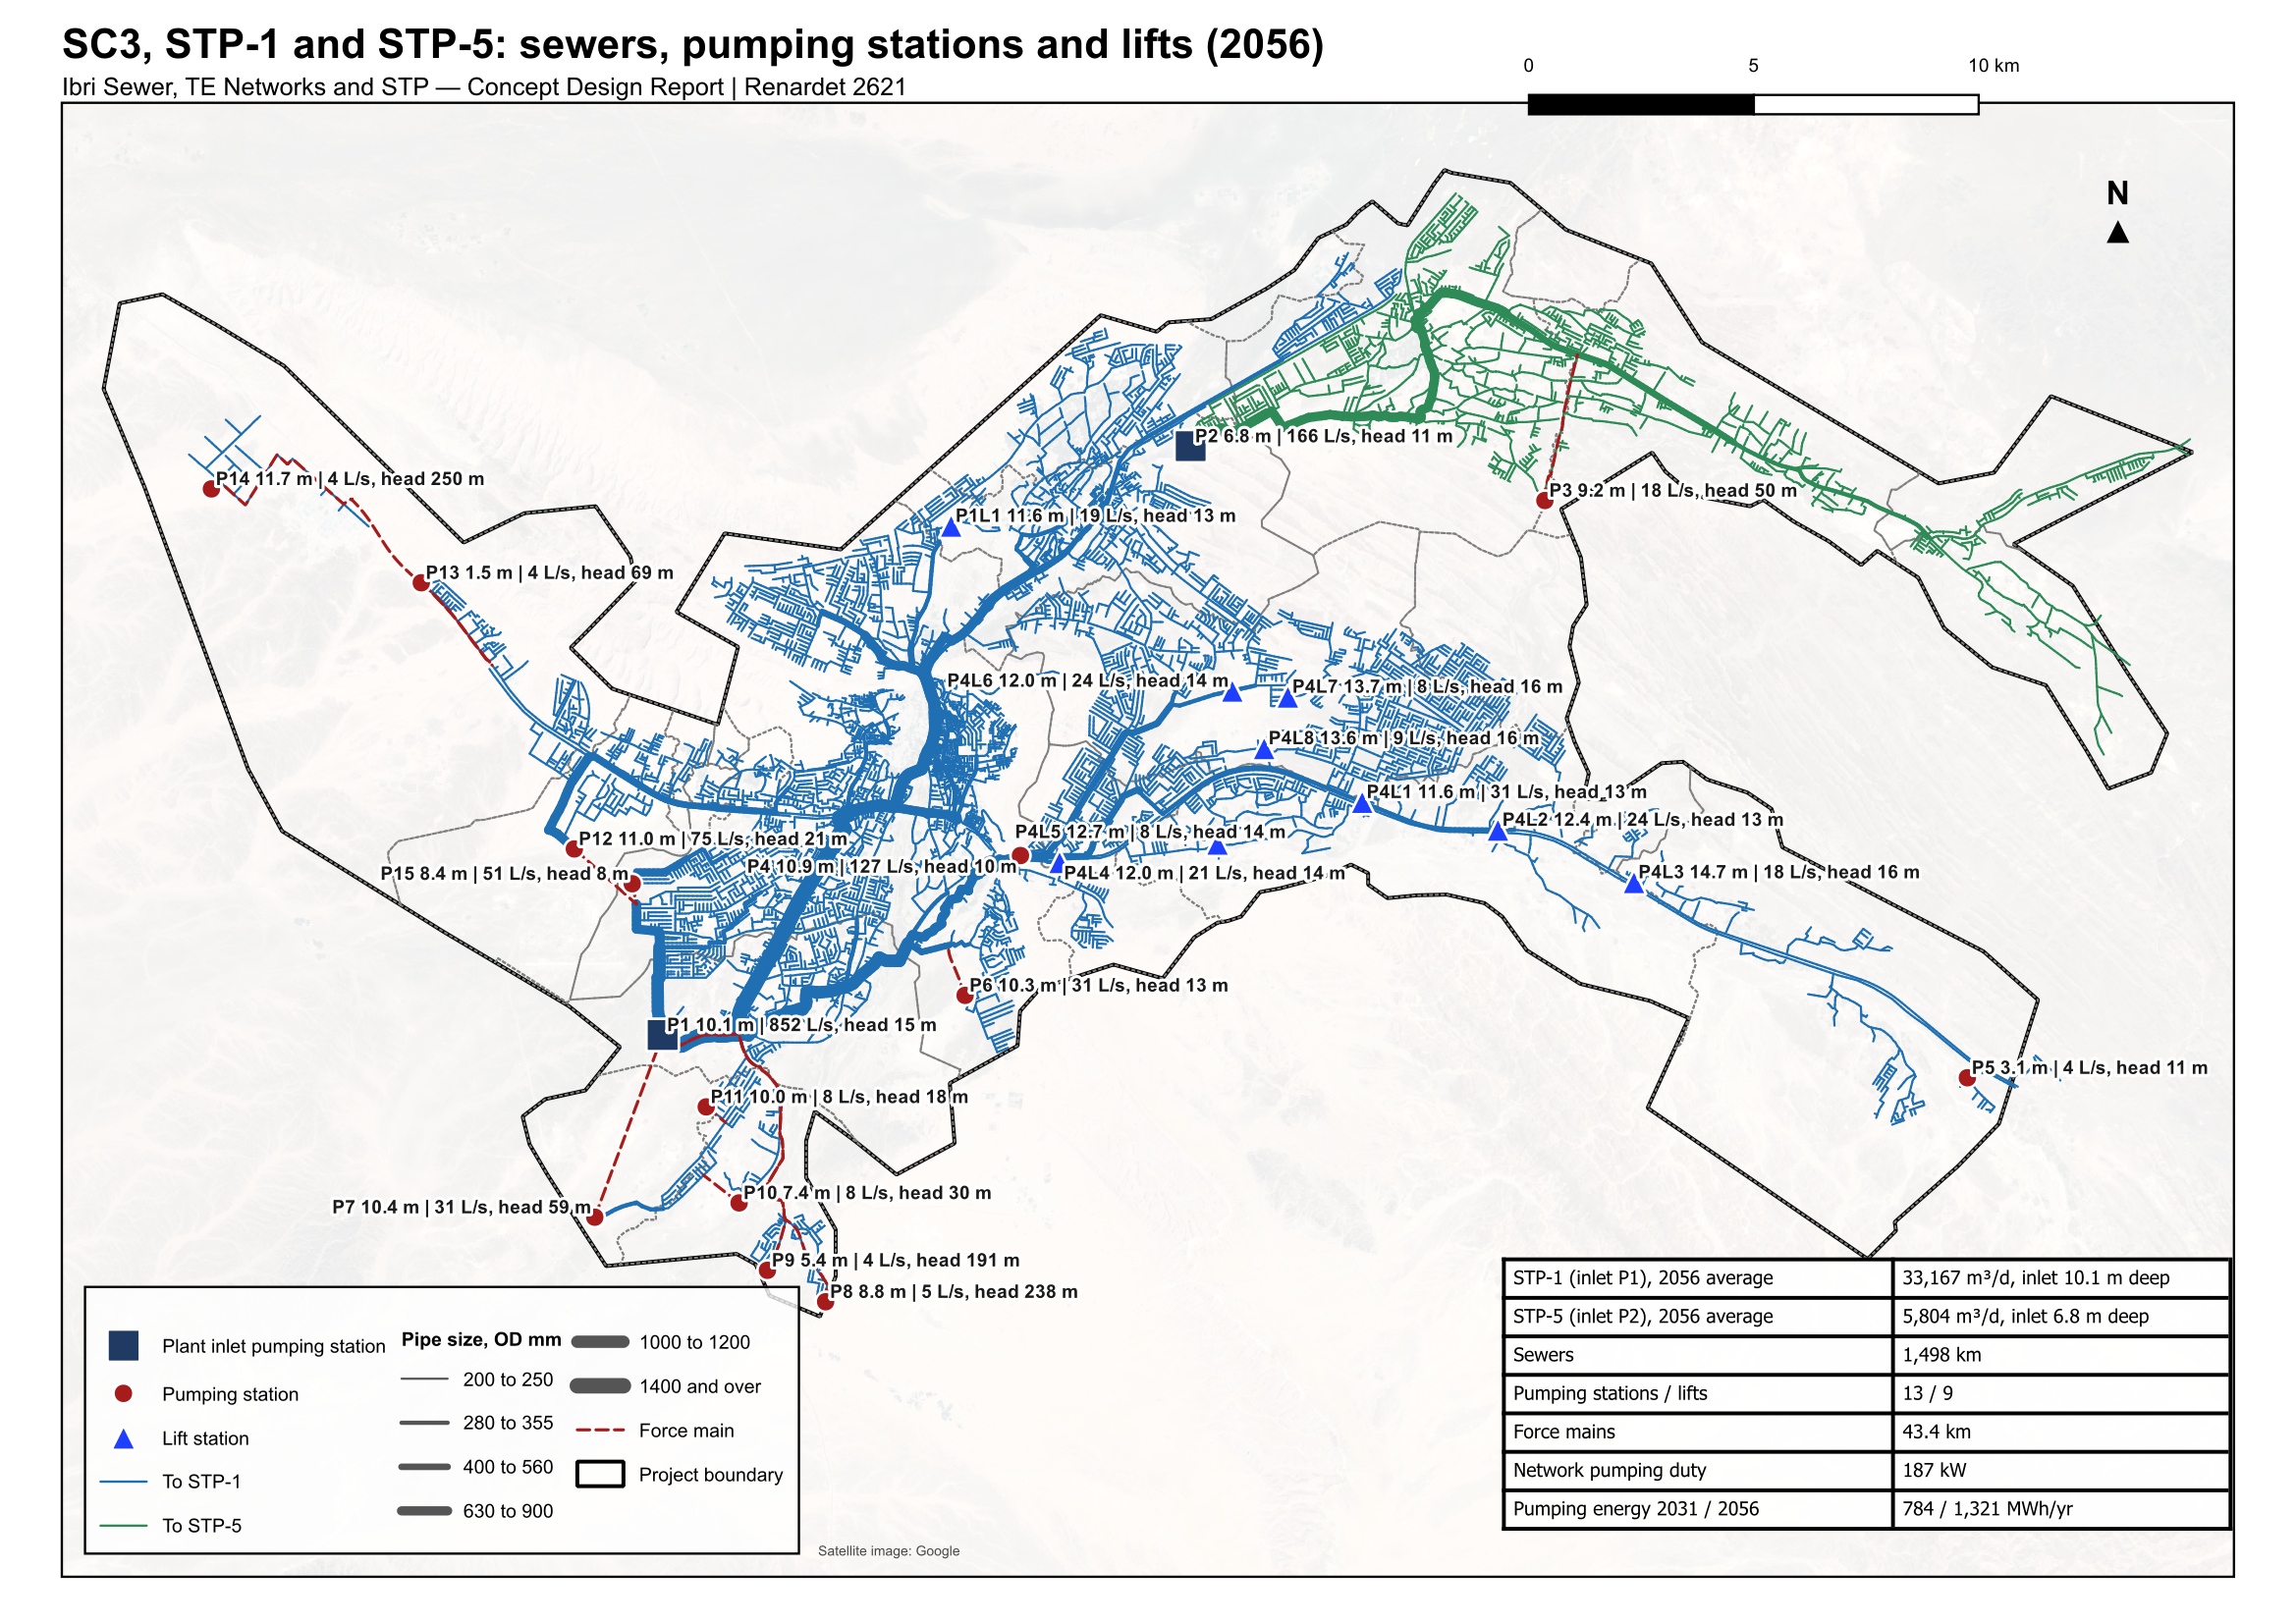 SC3, STP-1 and STP-5: sewers, pumping stations and lifts (2056)
Ibri Sewer, TE Networks and STP — Concept Design Report | Renardet 2621
0 5 10 km
N
P2 6.8 m | 166 L/s, head 11 m
P14 11.7 m | 4 L/s, head 250 m
P3 9.2 m | 18 L/s, head 50 m
P1L1 11.6 m | 19 L/s, head 13 m
P13 1.5 m | 4 L/s, head 69 m
P4L6 12.0 m | 24 L/s, head 14 m
P4L7 13.7 m | 8 L/s, head 16 m
P4L8 13.6 m | 9 L/s, head 16 m
P4L1 11.6 m | 31 L/s, head 13 m
P4L2 12.4 m | 24 L/s, head 13 m
P4L5 12.7 m | 8 L/s, head 14 m
P12 11.0 m | 75 L/s, head 21 m
P4 10.9 m | 127 L/s, head 10 m
P15 8.4 m | 51 L/s, head 8 m
P4L4 12.0 m | 21 L/s, head 14 m
P4L3 14.7 m | 18 L/s, head 16 m
P6 10.3 m | 31 L/s, head 13 m
P1 10.1 m | 852 L/s, head 15 m
P5 3.1 m | 4 L/s, head 11 m
P11 10.0 m | 8 L/s, head 18 m
P10 7.4 m | 8 L/s, head 30 m
P7 10.4 m | 31 L/s, head 59 m
P9 5.4 m | 4 L/s, head 191 m
P8 8.8 m | 5 L/s, head 238 m
Plant inlet pumping station
Pumping station
Lift station
To STP-1
To STP-5
Pipe size, OD mm
200 to 250
280 to 355
400 to 560
630 to 900
1000 to 1200
1400 and over
Force main
Project boundary
Satellite image: Google
STP-1 (inlet P1), 2056 average 33,167 m³/d, inlet 10.1 m deep
STP-5 (inlet P2), 2056 average 5,804 m³/d, inlet 6.8 m deep
Sewers 1,498 km
Pumping stations / lifts 13 / 9
Force mains 43.4 km
Network pumping duty 187 kW
Pumping energy 2031 / 2056 784 / 1,321 MWh/yr